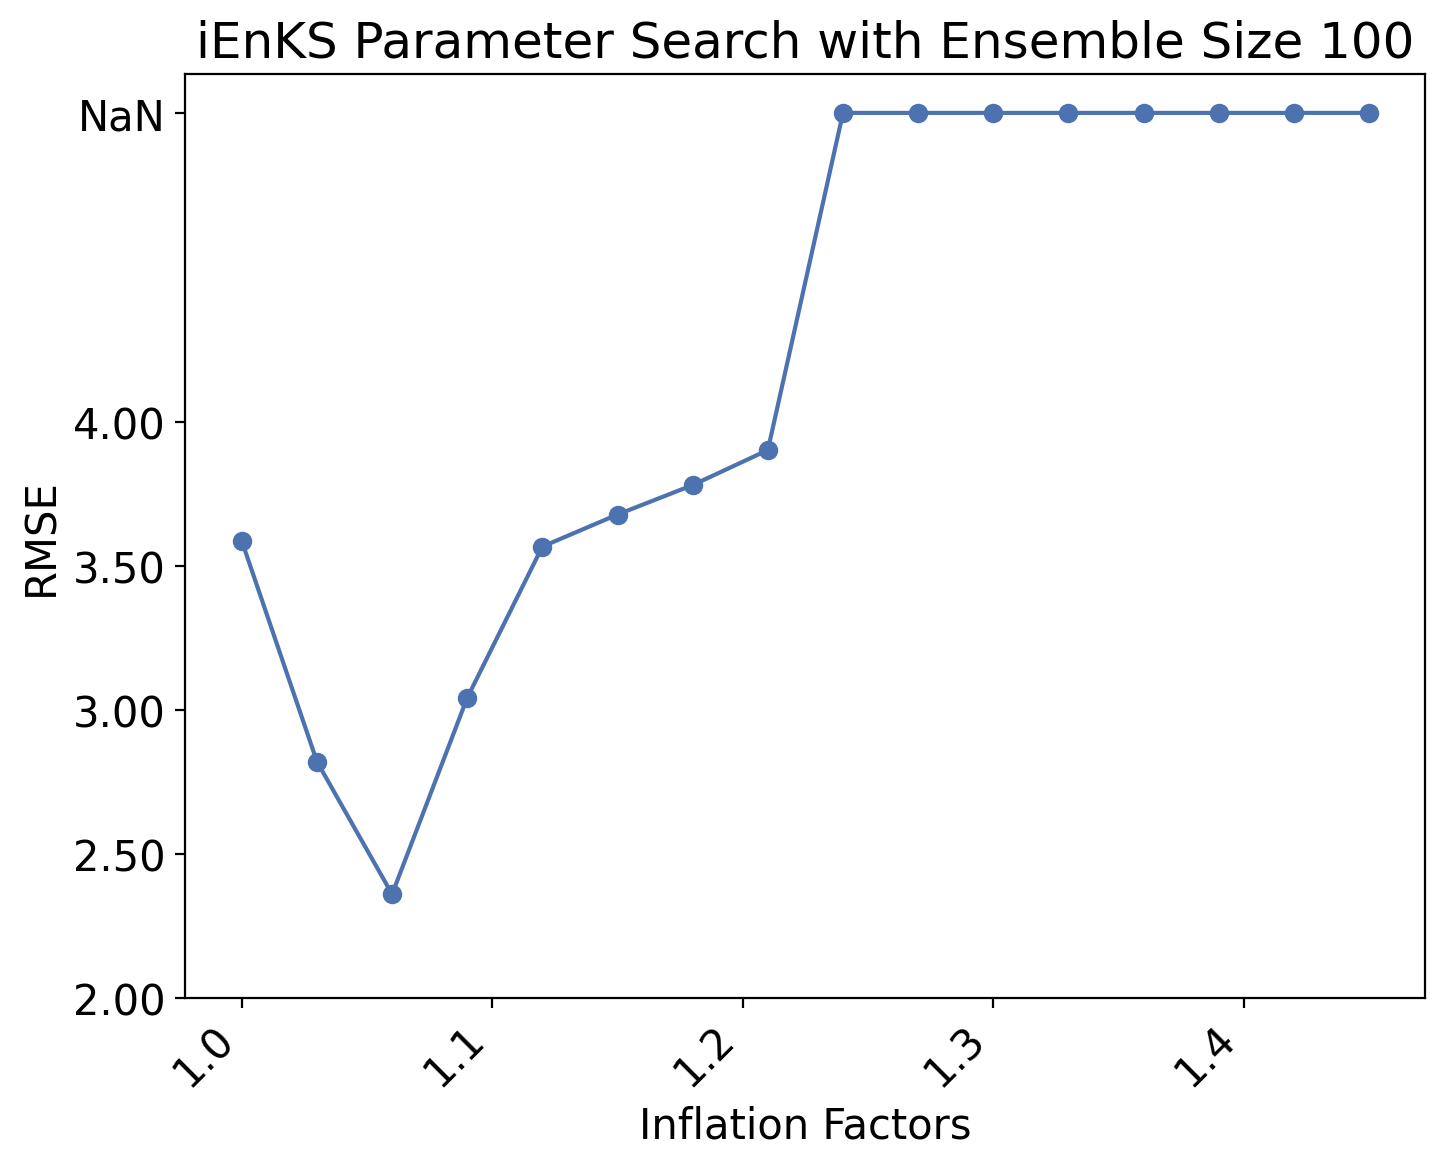 iEnKS Parameter Search with Ensemble Size 100
NaN
4.00
3.50
3.00
2.50
2.00
RMSE
1.0
1.1
1.2
1.3
1.4
Inflation Factors